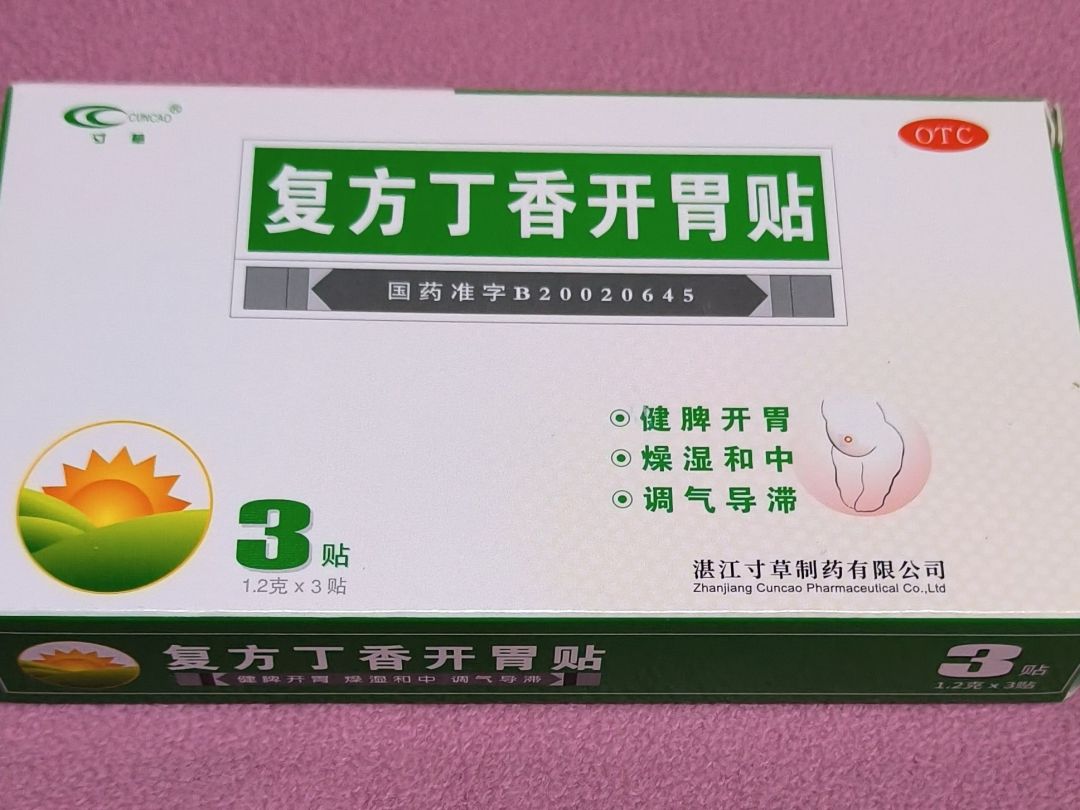 CUNCAO®
寸草
OTC
复方丁香开胃贴
国药准字B20020645
健脾开胃
燥湿和中
调气导滞
3贴
1.2克 x 3 贴
湛江寸草制药有限公司
Zhanjiang Cuncao Pharmaceutical Co.,Ltd
复方丁香开胃贴
健脾开胃 燥湿和中 调气导滞
3贴
1.2克 x 3贴